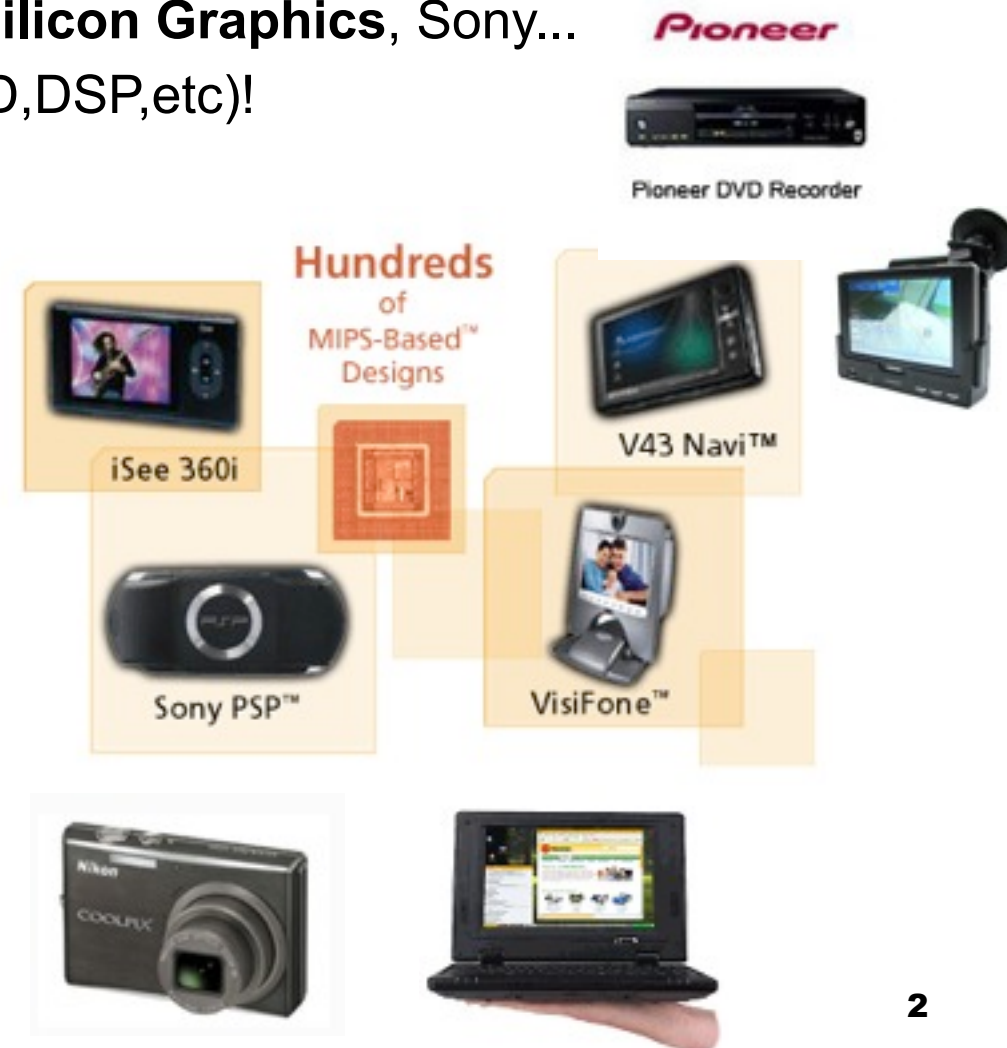 ilicon Graphics, Sony...
D,DSP,etc)!
Pioneer
Pioneer DVD Recorder
Hundreds
of
MIPS-Based™
Designs
iSee 360i
V43 Navi™
PSP
Sony PSP™
VisiFone™
Nikon
COOLPIX
2